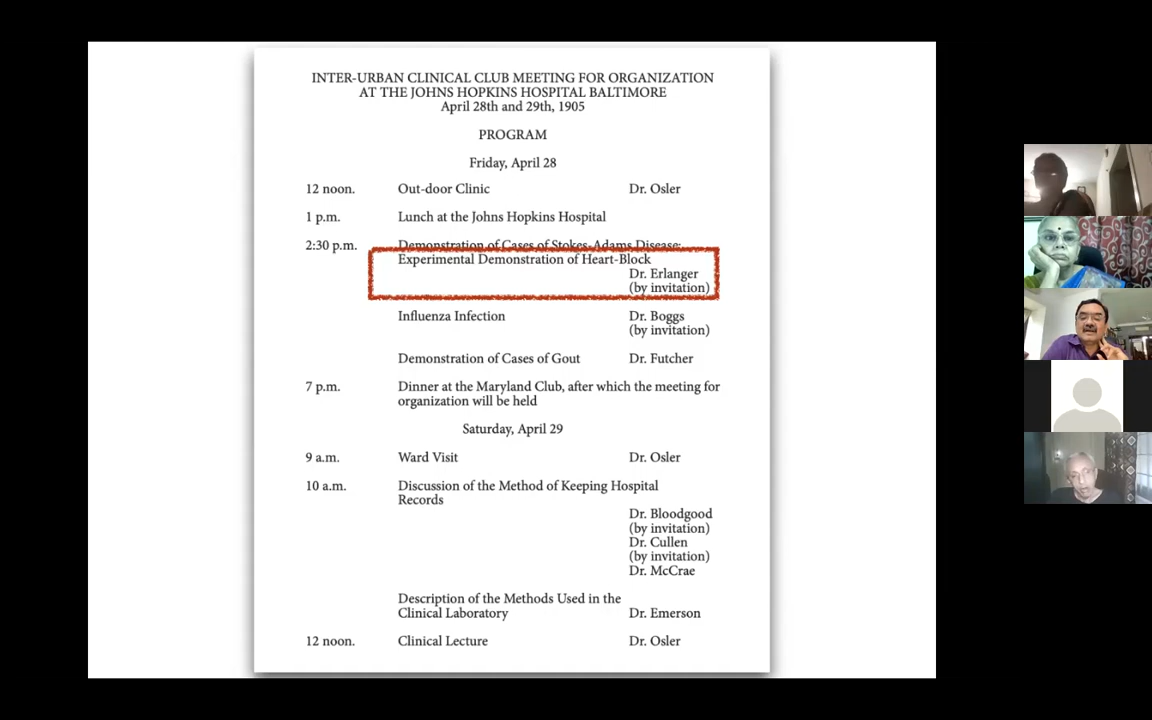 INTER-URBAN CLINICAL CLUB MEETING FOR ORGANIZATION
AT THE JOHNS HOPKINS HOSPITAL BALTIMORE
April 28th and 29th, 1905
PROGRAM
Friday, April 28
12 noon. Out-door Clinic Dr. Osler
1 p.m. Lunch at the Johns Hopkins Hospital
2:30 p.m. Demonstration of Cases of Stokes-Adams Disease:
Experimental Demonstration of Heart-Block
Dr. Erlanger
(by invitation)
Influenza Infection Dr. Boggs
(by invitation)
Demonstration of Cases of Gout Dr. Futcher
7 p.m. Dinner at the Maryland Club, after which the meeting for
organization will be held
Saturday, April 29
9 a.m. Ward Visit Dr. Osler
10 a.m. Discussion of the Method of Keeping Hospital
Records
Dr. Bloodgood
(by invitation)
Dr. Cullen
(by invitation)
Dr. McCrae
Description of the Methods Used in the
Clinical Laboratory Dr. Emerson
12 noon. Clinical Lecture Dr. Osler